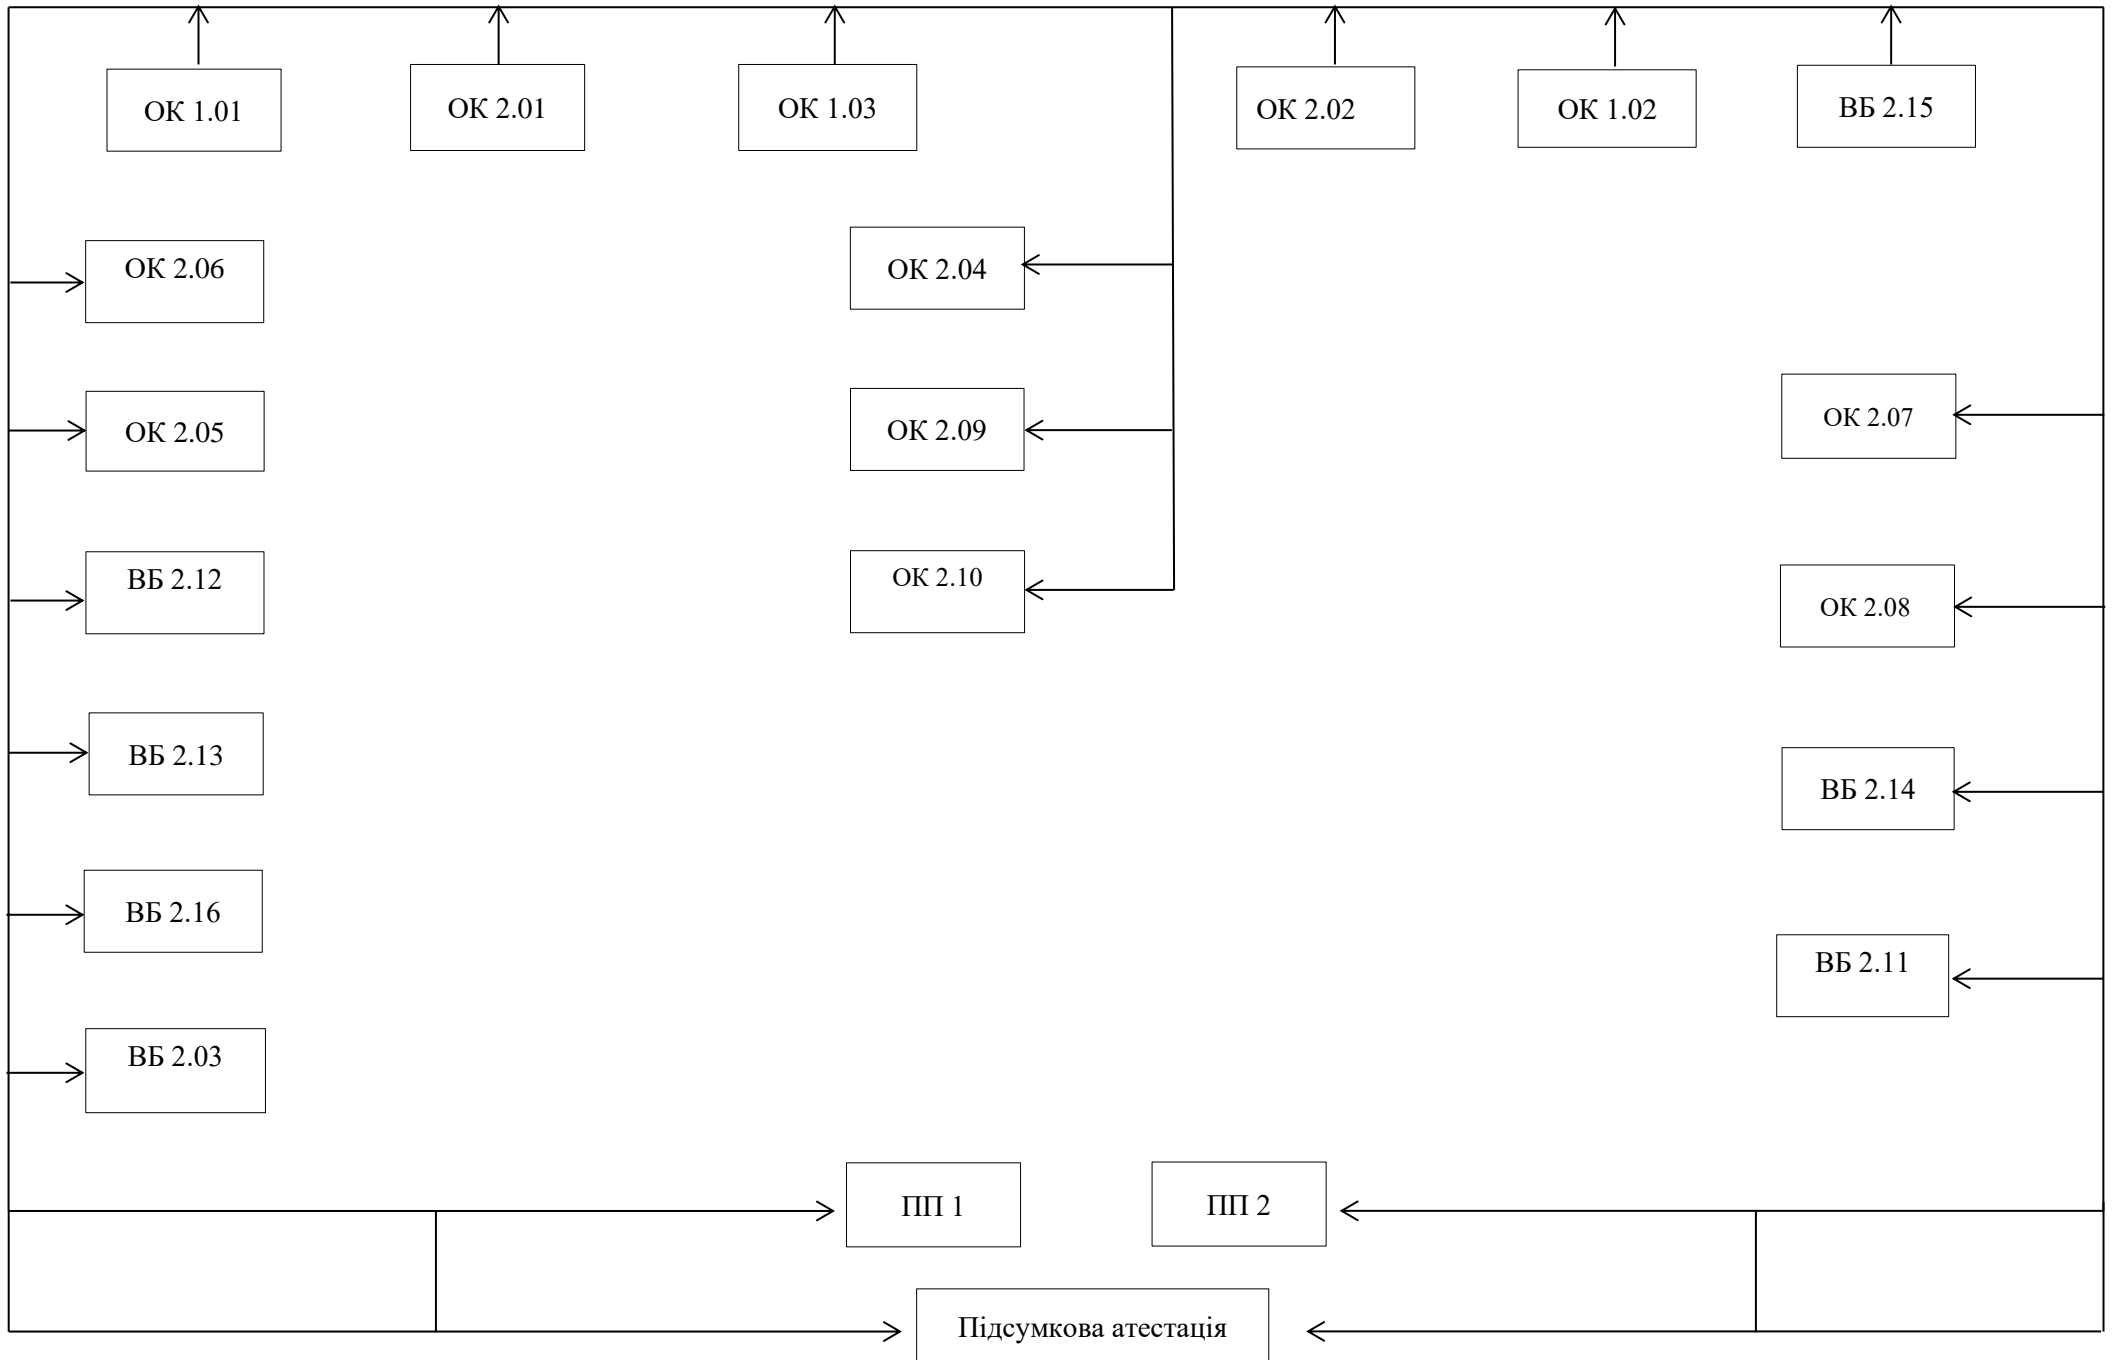 ОК 1.01
ОК 2.01
ОК 1.03
ОК 2.02
ОК 1.02
ВБ 2.15
ОК 2.06
ОК 2.04
ОК 2.05
ОК 2.09
ОК 2.07
ВБ 2.12
ОК 2.10
ОК 2.08
ВБ 2.13
ВБ 2.14
ВБ 2.16
ВБ 2.11
ВБ 2.03
ПП 1
ПП 2
Підсумкова атестація